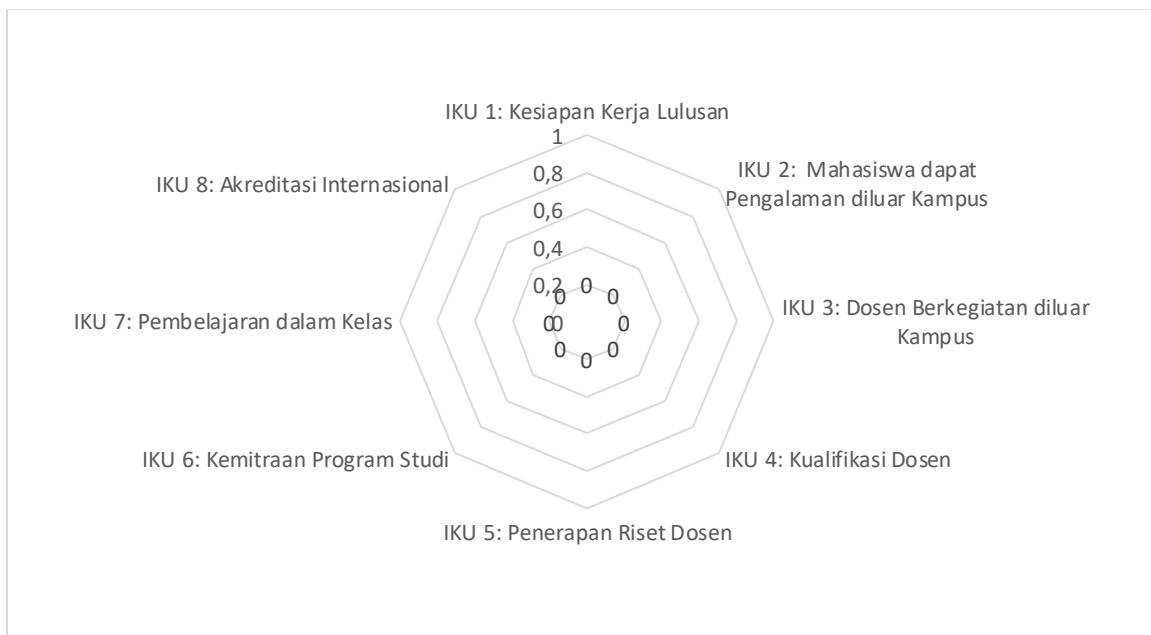 IKU 1: Kesiapan Kerja Lulusan
1
IKU 2:  Mahasiswa dapat
Pengalaman diluar Kampus
IKU 8: Akreditasi Internasional
0,8
0,6
0,4
0,2
0
0
0
0
0
0
0
0
0
IKU 3: Dosen Berkegiatan diluar
Kampus
IKU 7: Pembelajaran dalam Kelas
IKU 4: Kualifikasi Dosen
IKU 6: Kemitraan Program Studi
IKU 5: Penerapan Riset Dosen